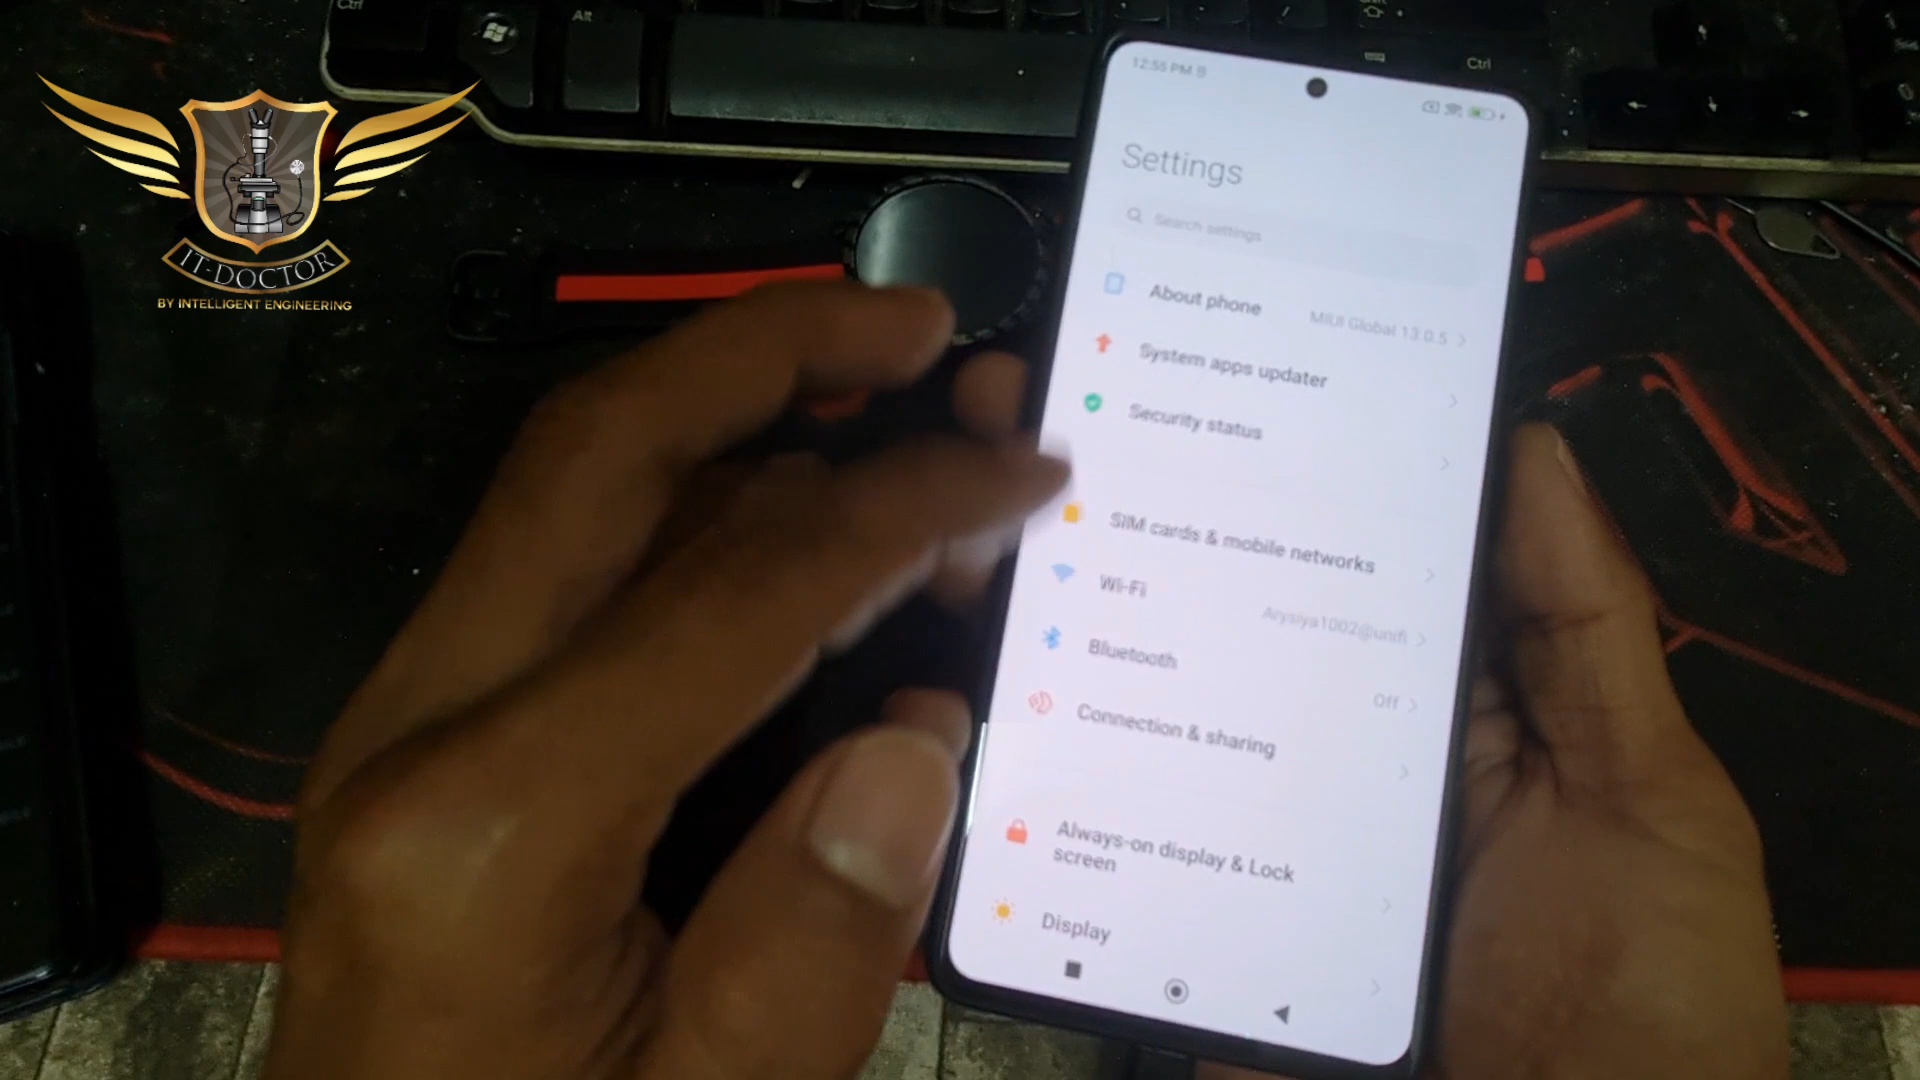 Ctrl
Alt
Ctrl
12:55 PM
Settings
Search settings
About phone
MIUI Global 13.0.5
System apps updater
Security status
SIM cards & mobile networks
Wi-Fi
Arysiya1002@unifi
Bluetooth
Off
Connection & sharing
Always-on display & Lock
screen
Display
IT-DOCTOR
BY INTELLIGENT ENGINEERING